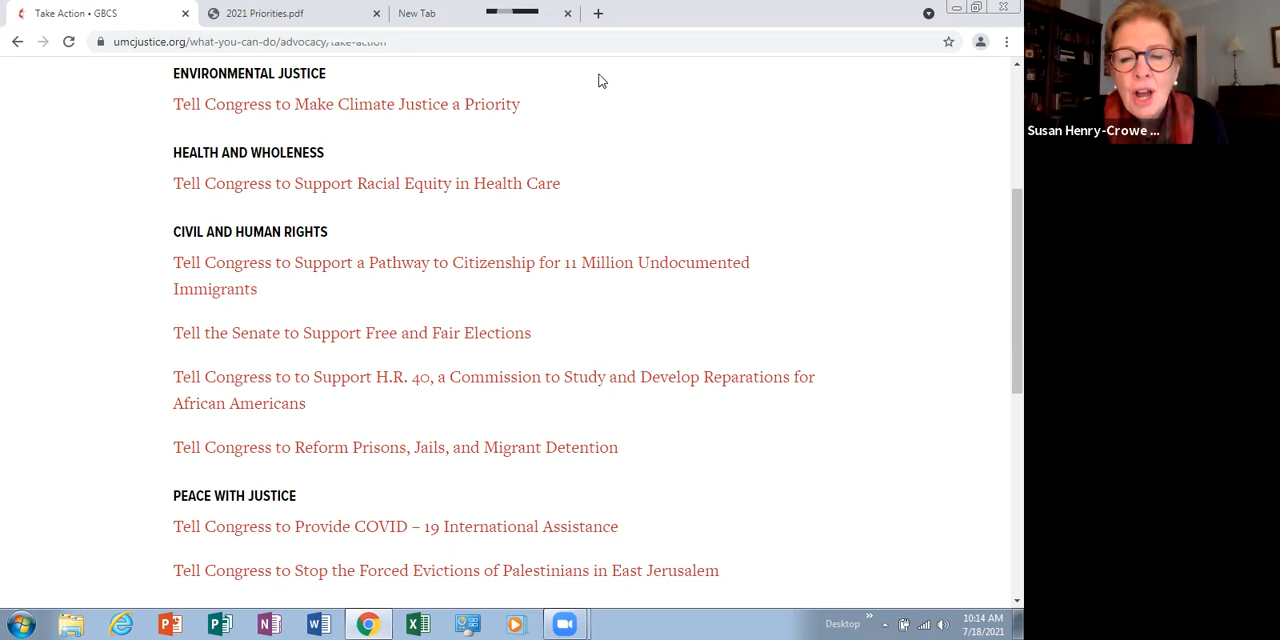 Take Action • GBCS
2021 Priorities.pdf
New Tab
umcjustice.org/what-you-can-do/advocacy/take-action
ENVIRONMENTAL JUSTICE
Tell Congress to Make Climate Justice a Priority
HEALTH AND WHOLENESS
Tell Congress to Support Racial Equity in Health Care
CIVIL AND HUMAN RIGHTS
Tell Congress to Support a Pathway to Citizenship for 11 Million Undocumented
Immigrants
Tell the Senate to Support Free and Fair Elections
Tell Congress to to Support H.R. 40, a Commission to Study and Develop Reparations for
African Americans
Tell Congress to Reform Prisons, Jails, and Migrant Detention
PEACE WITH JUSTICE
Tell Congress to Provide COVID – 19 International Assistance
Tell Congress to Stop the Forced Evictions of Palestinians in East Jerusalem
Susan Henry-Crowe ...
Desktop
10:14 AM
7/18/2021